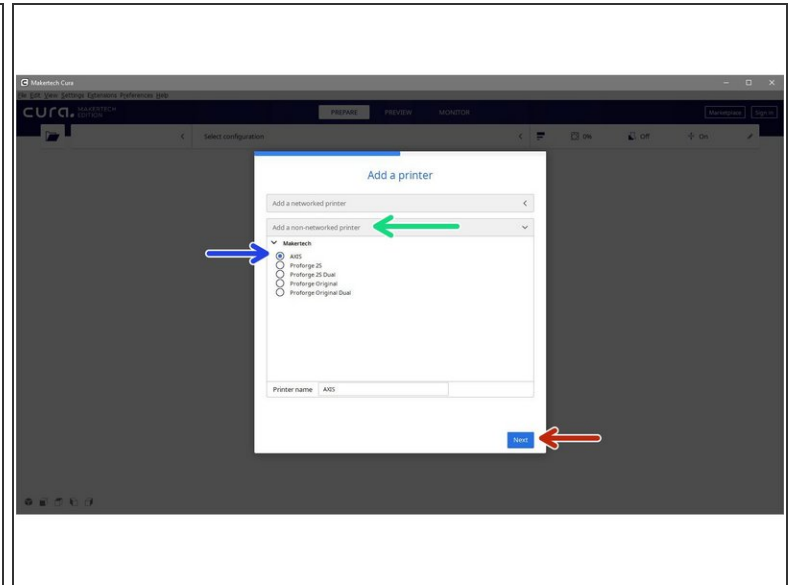 Makertech Cura
File Edit View Settings Extensions Preferences Help
cura. MAKERTECH EDITION
PREPARE PREVIEW MONITOR
Marketplace Sign in
Select configuration
0% Off On
Add a printer
Add a networked printer
Add a non-networked printer
Makertech
AXIS
Proforge 2S
Proforge 2S Dual
Proforge Original
Proforge Original Dual
Printer name AXIS
Next